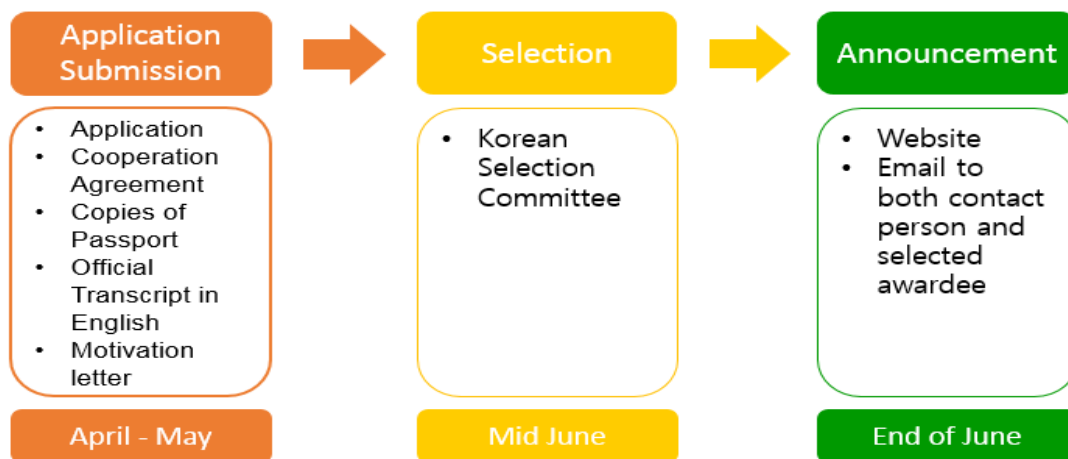 Application
Submission
• Application
• Cooperation
Agreement
• Copies of
Passport
• Official
Transcript in
English
• Motivation
letter
April - May
Selection
• Korean
Selection
Committee
Mid June
Announcement
• Website
• Email to
both contact
person and
selected
awardee
End of June